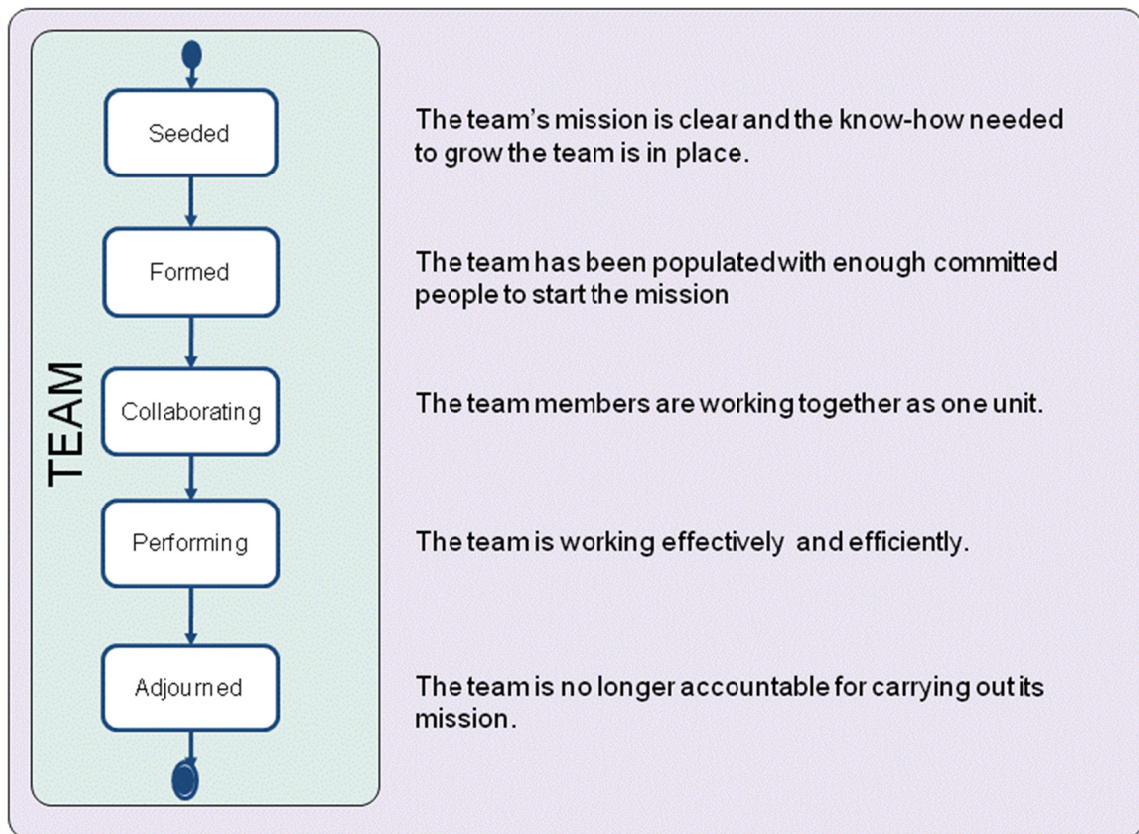 TEAM
Seeded
The team's mission is clear and the know-how needed
to grow the team is in place.
Formed
The team has been populated with enough committed
people to start the mission
Collaborating
The team members are working together as one unit.
Performing
The team is working effectively and efficiently.
Adjourned
The team is no longer accountable for carrying out its
mission.